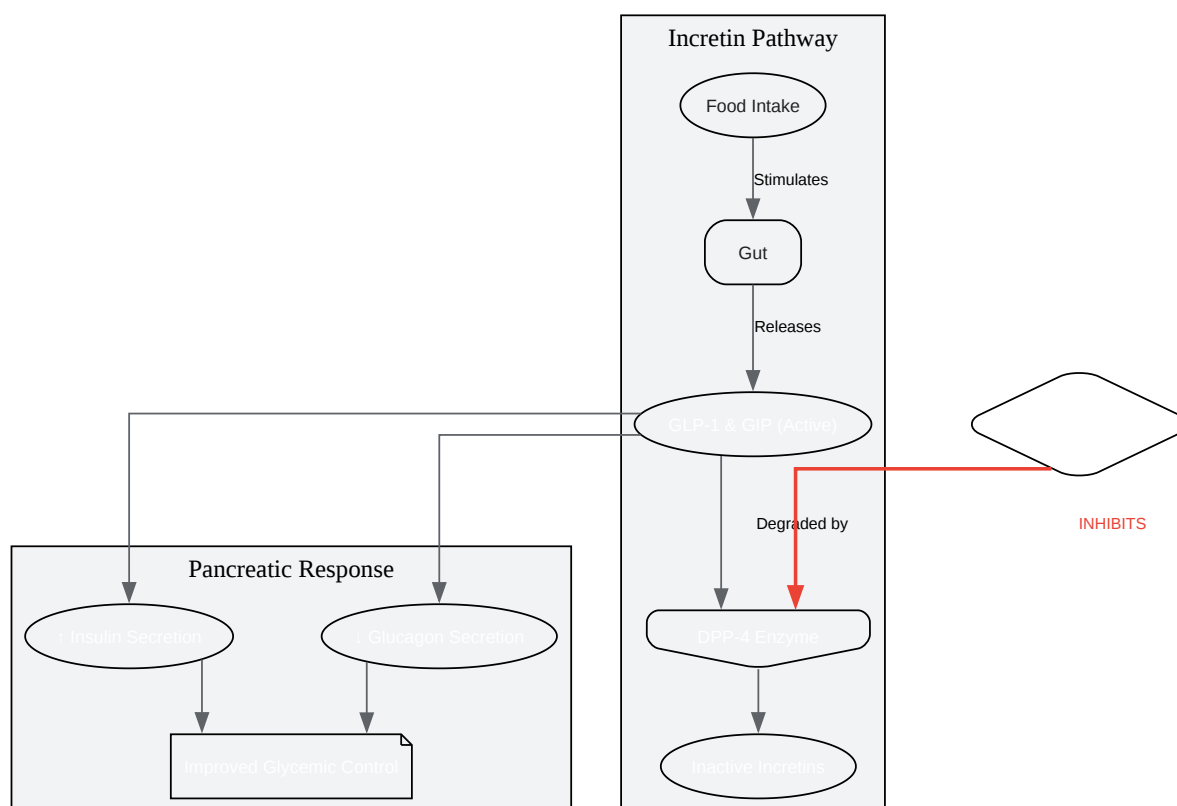 Incretin Pathway
Food Intake
Stimulates
Gut
Releases
GLP-1 & GIP (Active)
Degraded by
INHIBITS
Pancreatic Response
↑ Insulin Secretion
↓ Glucagon Secretion
DPP-4 Enzyme
Improved Glycemic Control
Inactive Incretins